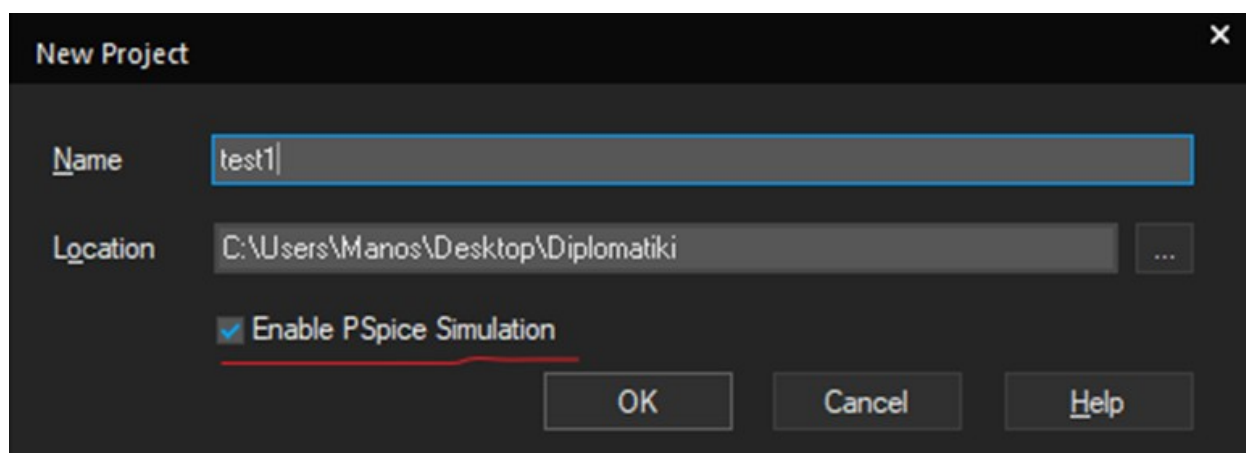 New Project
Name test1
Location C:\Users\Manos\Desktop\Diplomatiki ...
Enable PSpice Simulation
OK Cancel Help